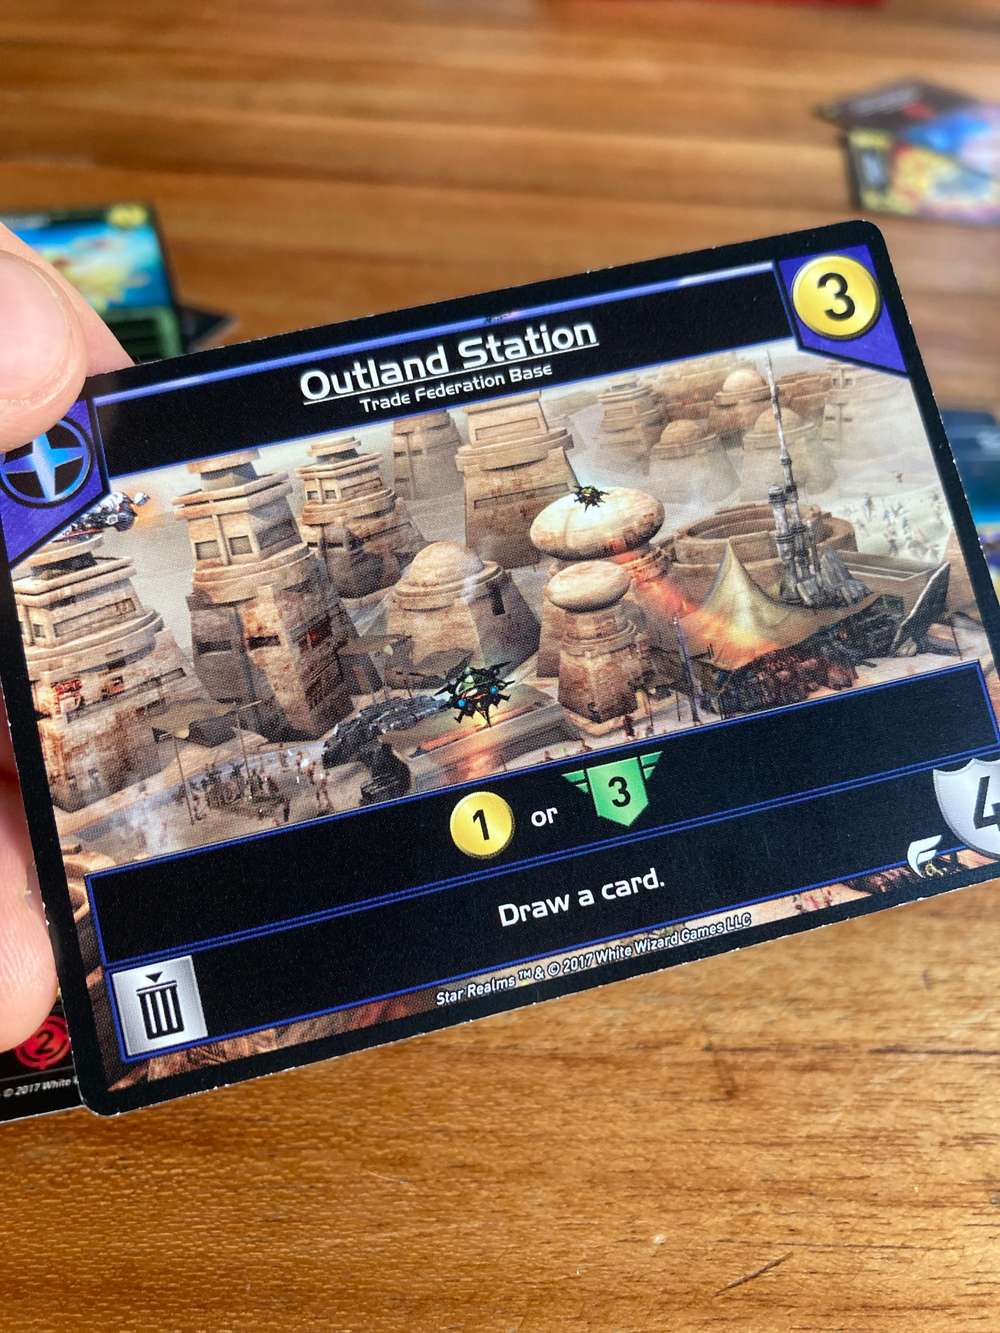 3
Outland Station
Trade Federation Base
1 or 3
4
Draw a card.
Star Realms™ & © 2017 White Wizard Games LLC
2
© 2017 White